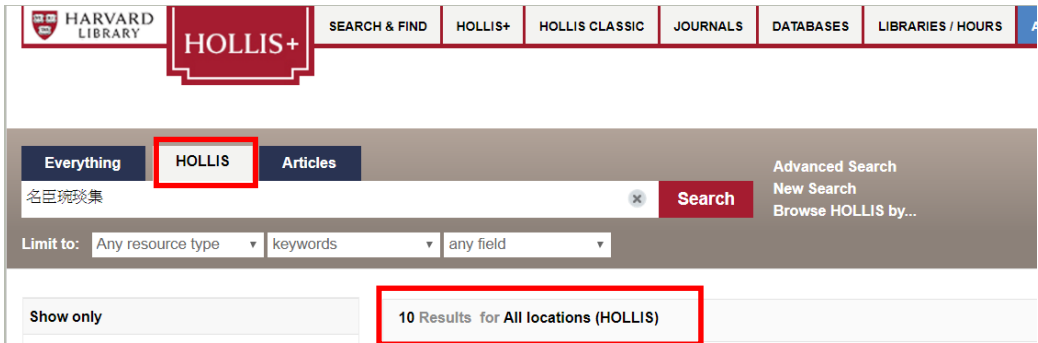 HARVARD
LIBRARY
HOLLIS+
SEARCH & FIND
HOLLIS+
HOLLIS CLASSIC
JOURNALS
DATABASES
LIBRARIES / HOURS
A
Everything
HOLLIS
Articles
Advanced Search
New Search
Browse HOLLIS by...
名臣琬琰集
Search
Limit to:
Any resource type
keywords
any field
Show only
10 Results for All locations (HOLLIS)